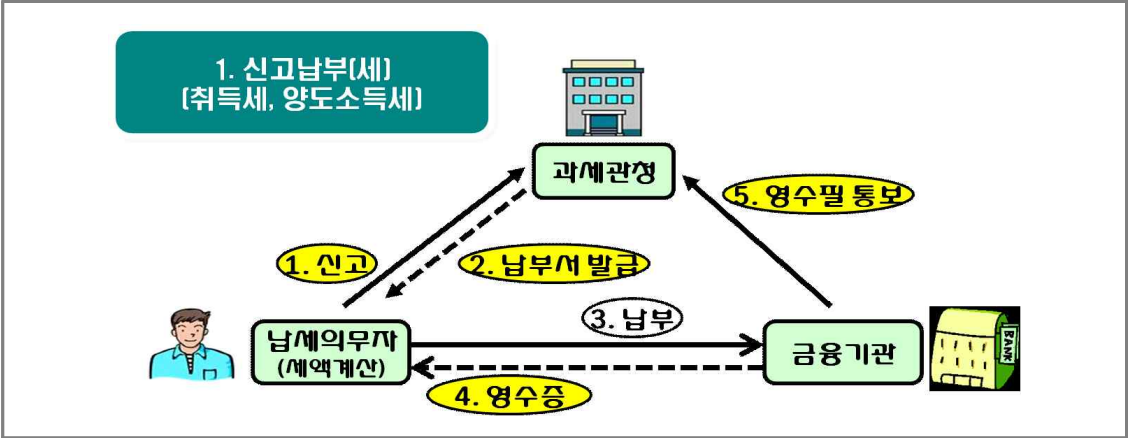 1. 신고납부(세)
(취득세, 양도소득세)
과세관청
5. 영수필 통보
1. 신고
2. 납부서 발급
3. 납부
납세의무자
(세액계산)
금융기관
BANK
4. 영수증